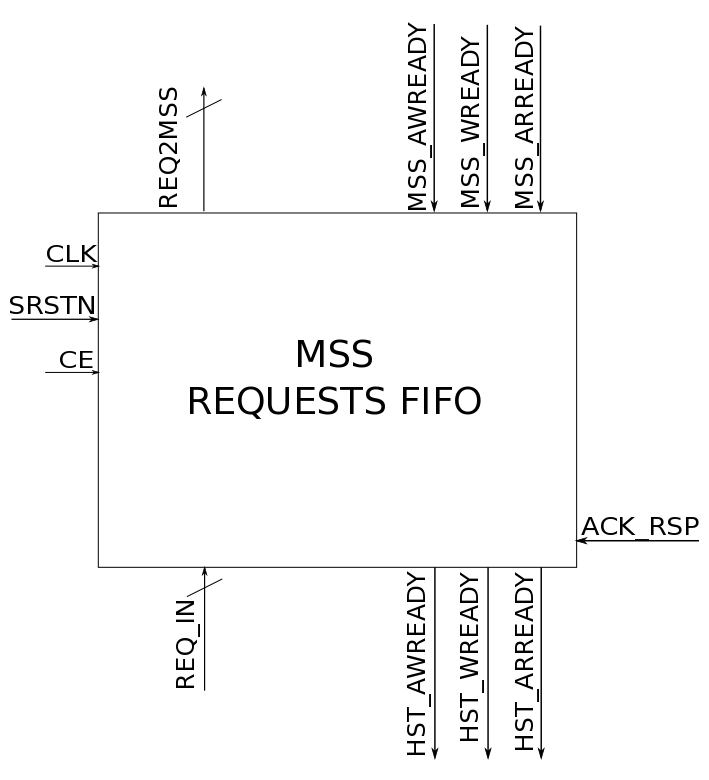 REQ2MSS
MSS_AWREADY
MSS_WREADY
MSS_ARREADY
CLK
SRSTN
CE
MSS
REQUESTS FIFO
ACK_RSP
REQ_IN
HST_AWREADY
HST_WREADY
HST_ARREADY